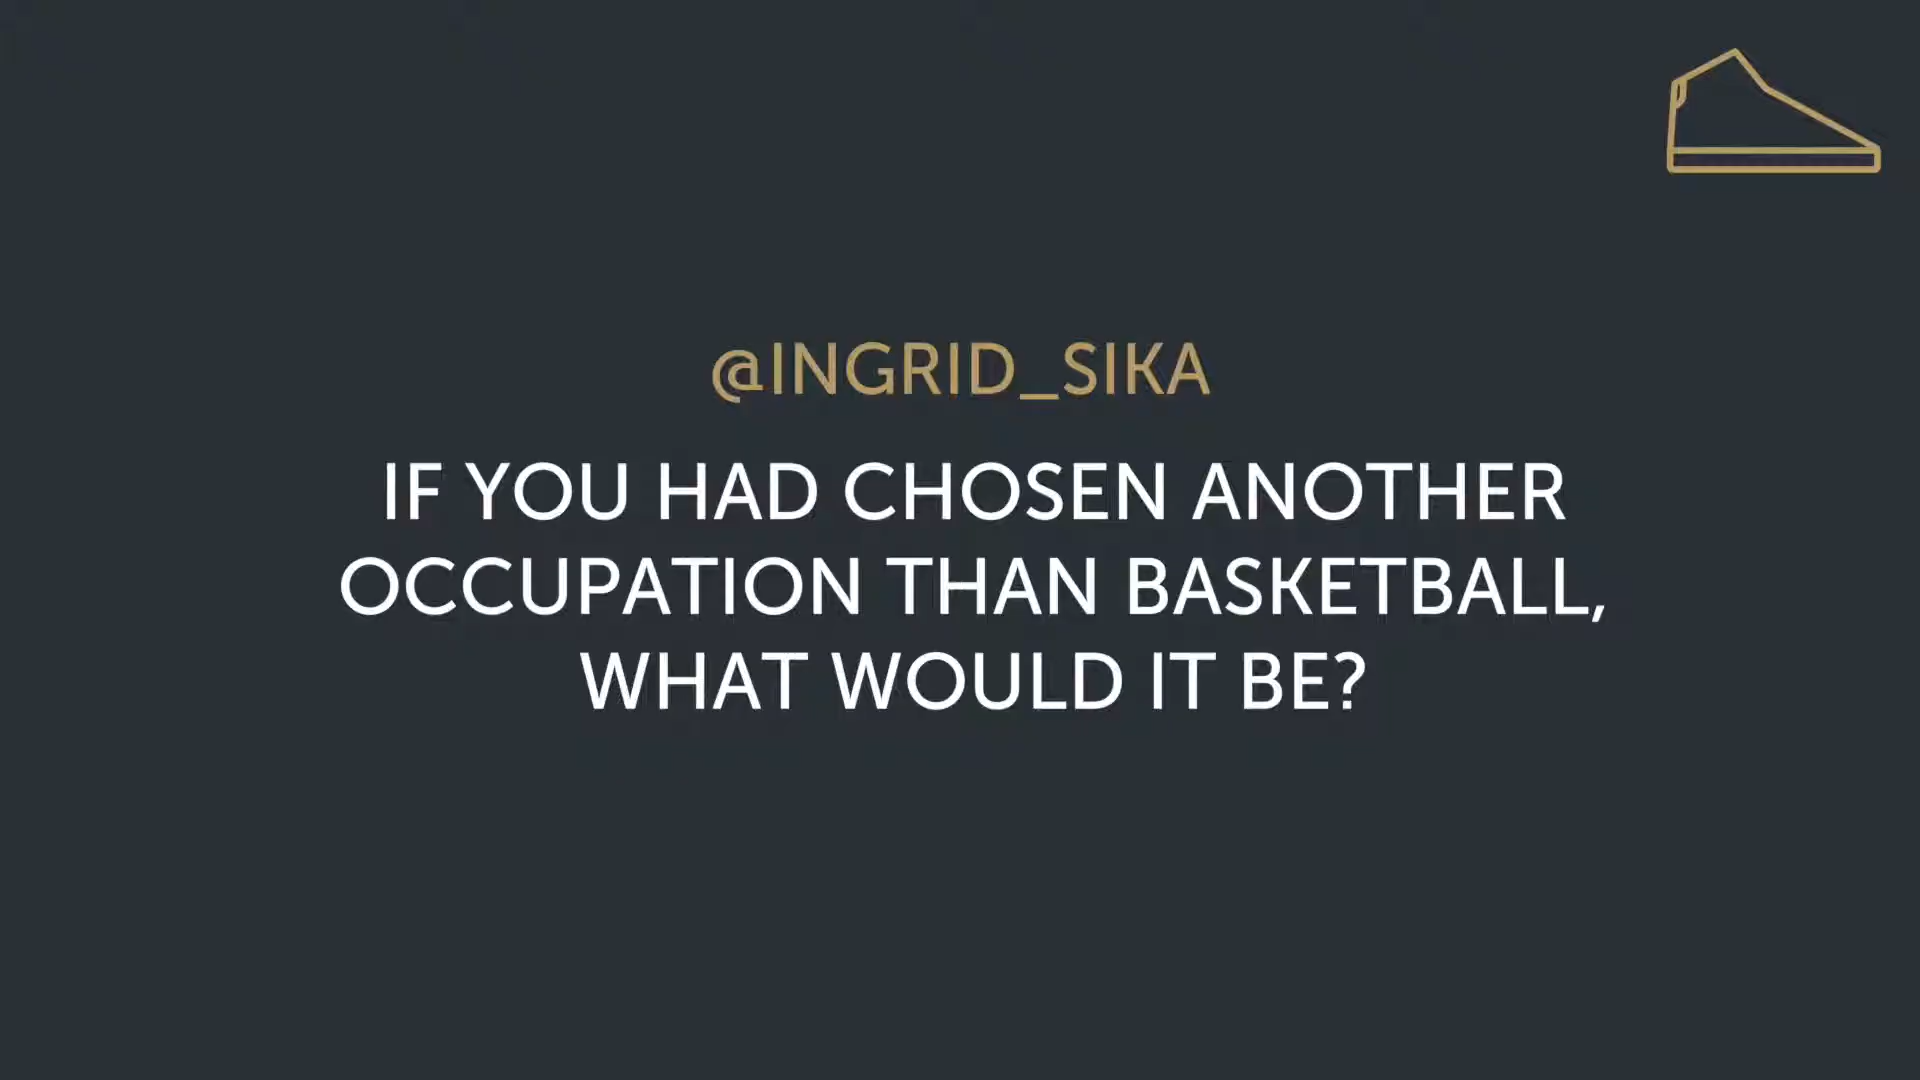 @INGRID_SIKA
IF YOU HAD CHOSEN ANOTHER
OCCUPATION THAN BASKETBALL,
WHAT WOULD IT BE?